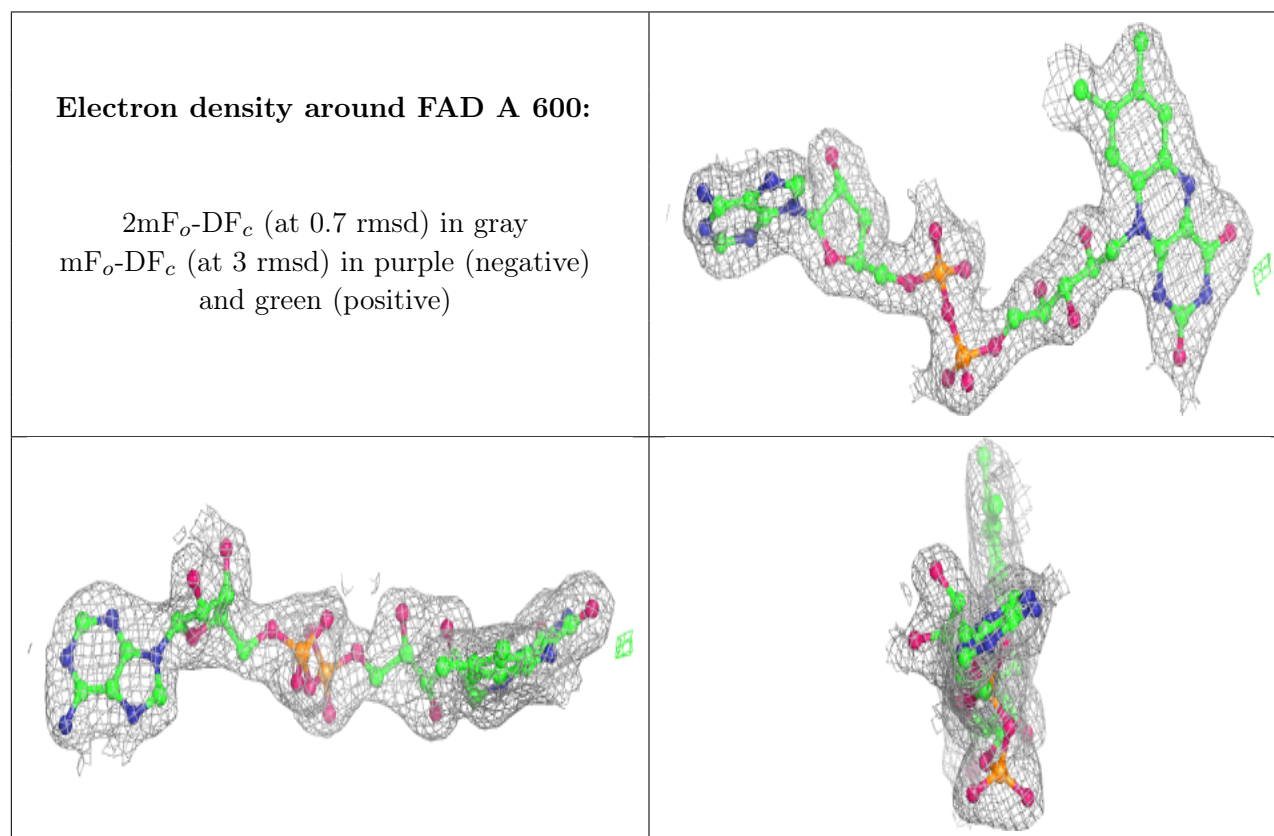 Electron density around FAD A 600:
2mFo-DFc (at 0.7 rmsd) in gray
mFo-DFc (at 3 rmsd) in purple (negative)
and green (positive)